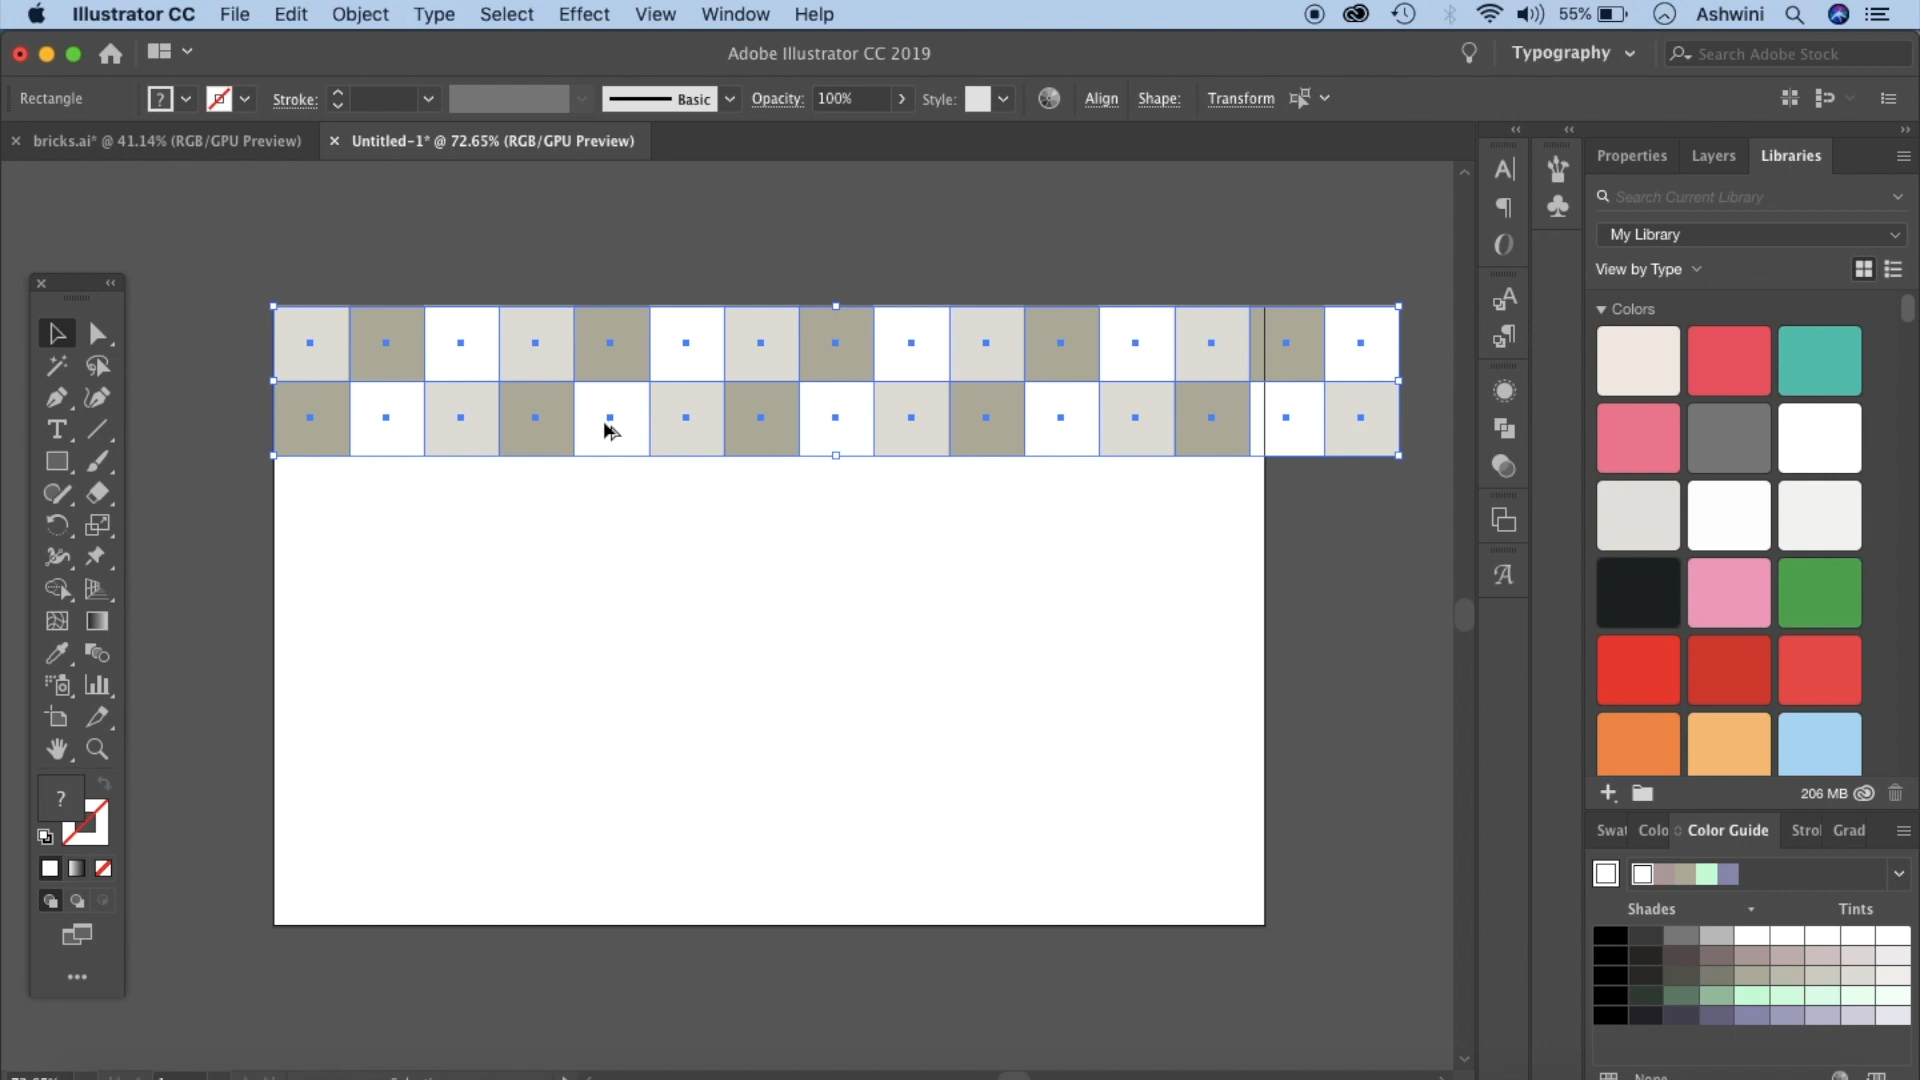 Illustrator CC File Edit Object Type Select Effect View Window Help 55% Ashwini
Adobe Illustrator CC 2019 Typography Search Adobe Stock
Rectangle ? Stroke: Basic Opacity: 100% Style: Align Shape: Transform
bricks.ai* @ 41.14% (RGB/GPU Preview) Untitled-1* @ 72.65% (RGB/GPU Preview)
Properties Layers Libraries
Search Current Library
My Library
View by Type
Colors
?
206 MB
Swat Colo Color Guide Strol Grad
Shades Tints
None